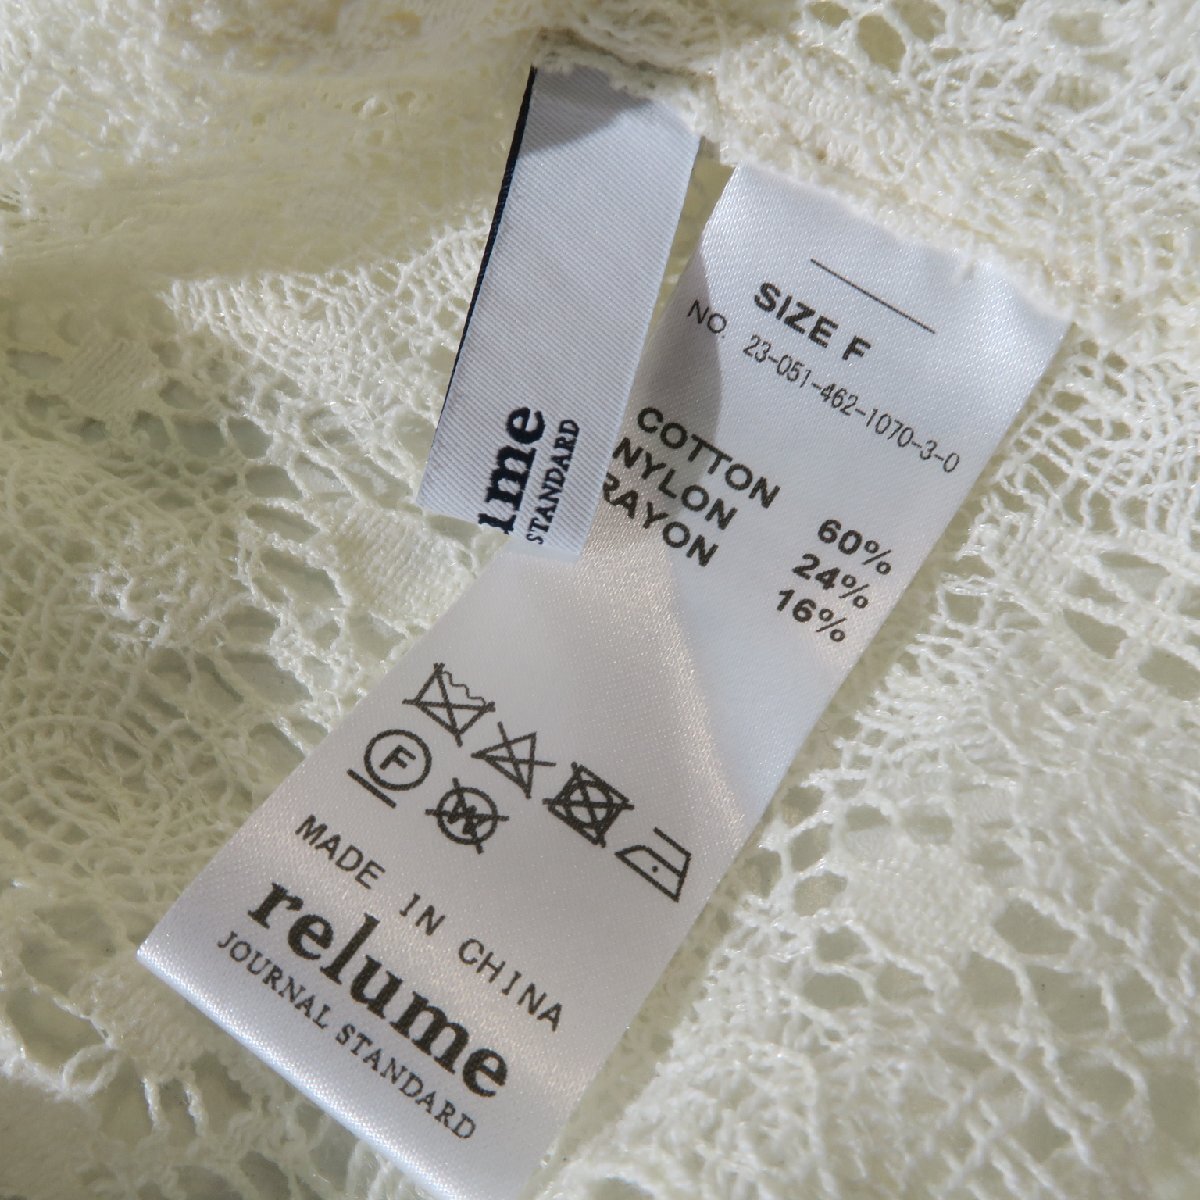 ume
STANDARD
SIZE F
NO. 23-051-462-1070-3-0
COTTON 60%
NYLON 24%
RAYON 16%
F
W
MADE IN CHINA
relume
JOURNAL STANDARD